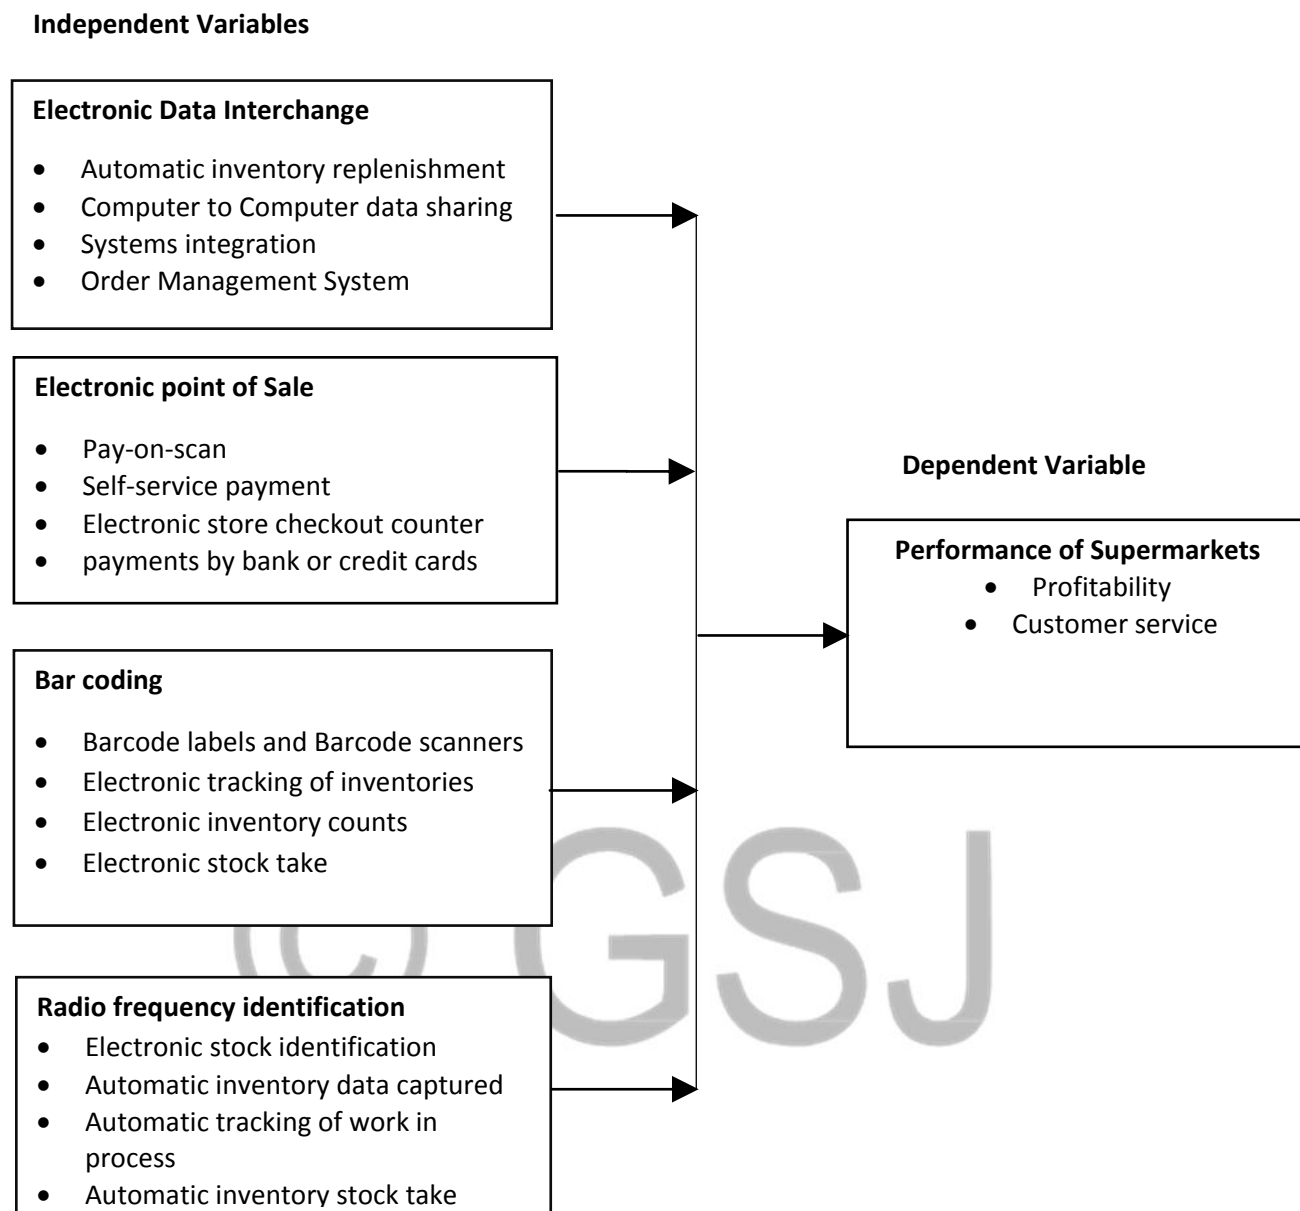 Independent Variables
Electronic Data Interchange
• Automatic inventory replenishment
• Computer to Computer data sharing
• Systems integration
• Order Management System
Electronic point of Sale
• Pay-on-scan
• Self-service payment
• Electronic store checkout counter
• payments by bank or credit cards
Bar coding
• Barcode labels and Barcode scanners
• Electronic tracking of inventories
• Electronic inventory counts
• Electronic stock take
Radio frequency identification
• Electronic stock identification
• Automatic inventory data captured
• Automatic tracking of work in
process
• Automatic inventory stock take
Dependent Variable
Performance of Supermarkets
• Profitability
• Customer service
© GSJ